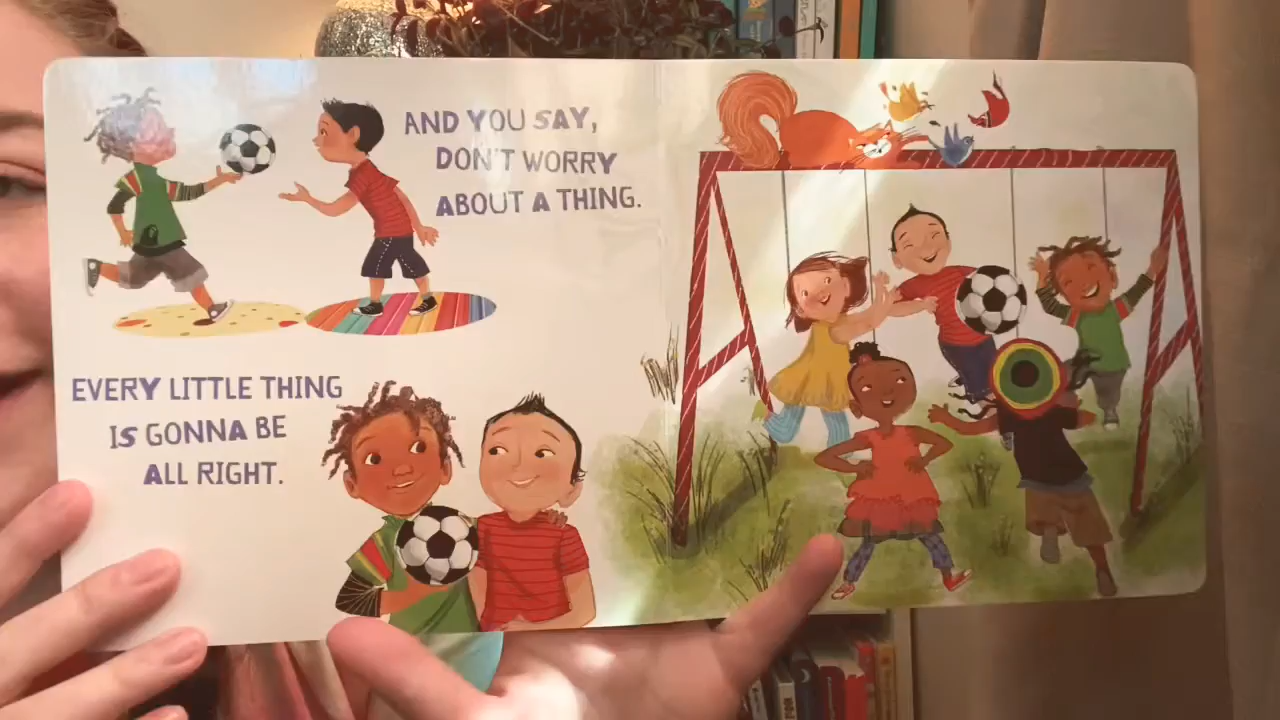 AND YOU SAY,
DON'T WORRY
ABOUT A THING.
EVERY LITTLE THING
IS GONNA BE
ALL RIGHT.